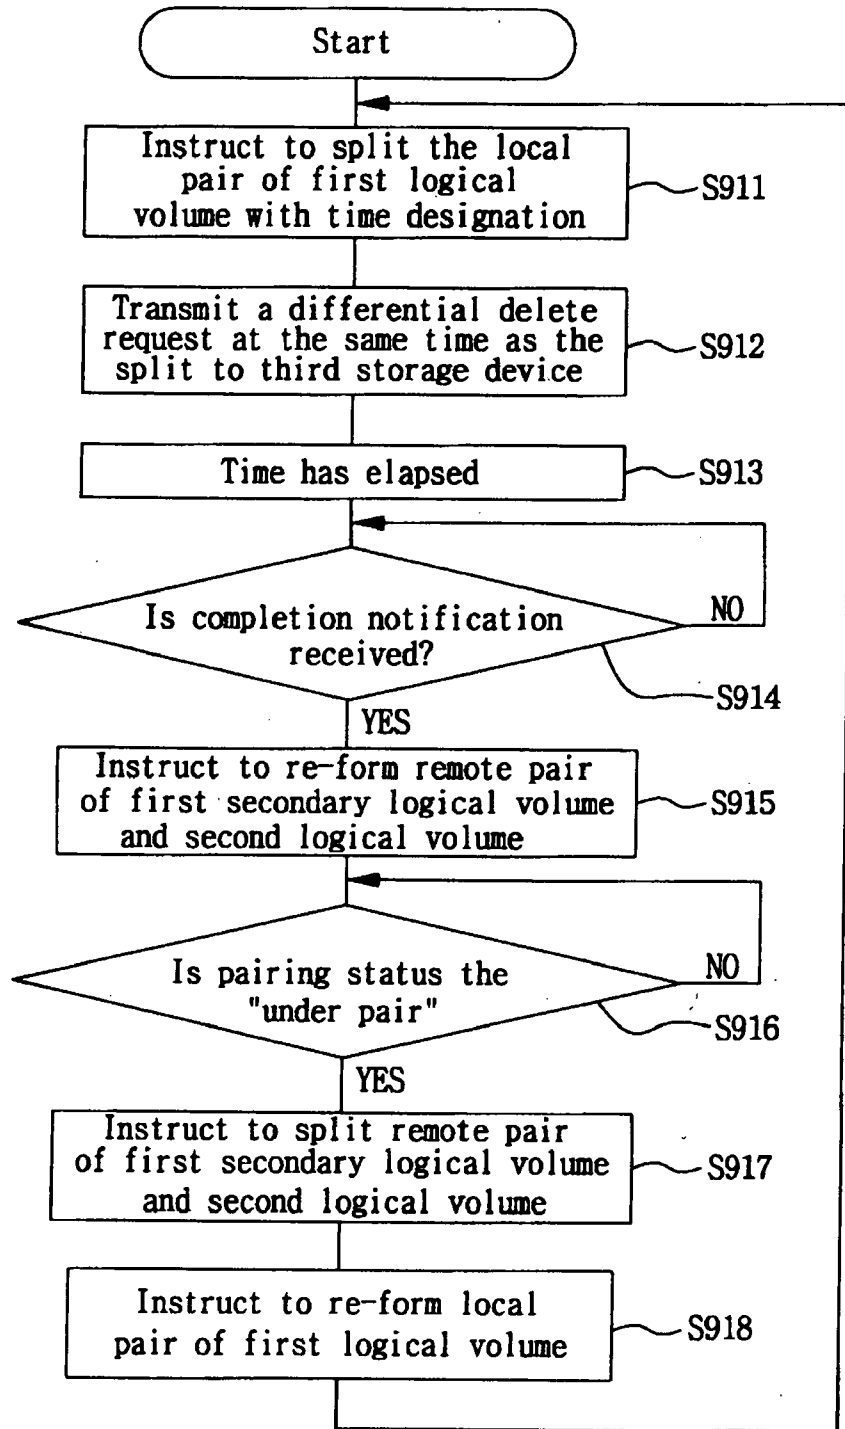 Start
Instruct to split the local
pair of first logical
volume with time designation
S911
Transmit a differential delete
request at the same time as the
split to third storage device
S912
Time has elapsed
S913
Is completion notification
received?
NO
S914
YES
Instruct to re-form remote pair
of first secondary logical volume
and second logical volume
S915
Is pairing status the
"under pair"
NO
S916
YES
Instruct to split remote pair
of first secondary logical volume
and second logical volume
S917
Instruct to re-form local
pair of first logical volume
S918